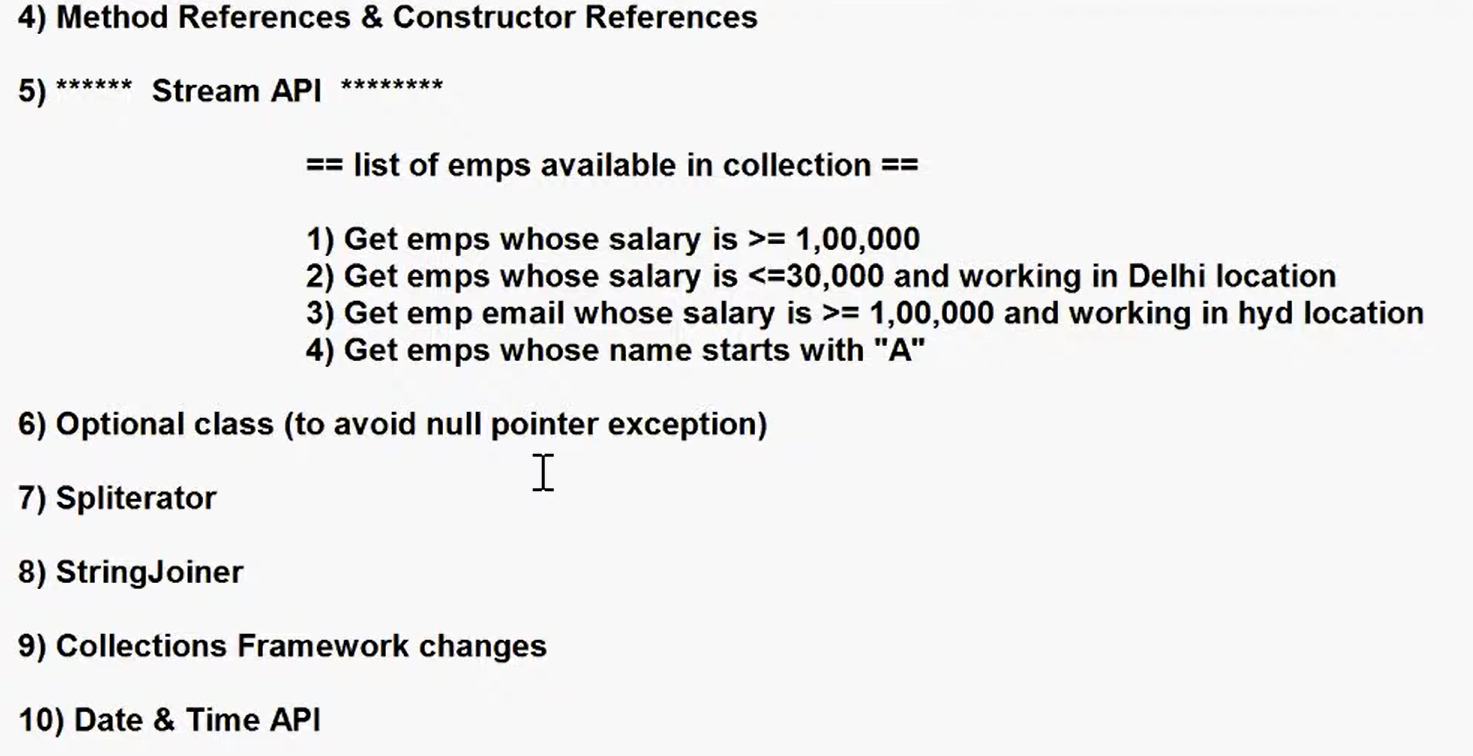 4) Method References & Constructor References
5) ****** Stream API ********
== list of emps available in collection ==
1) Get emps whose salary is >= 1,00,000
2) Get emps whose salary is <=30,000 and working in Delhi location
3) Get emp email whose salary is >= 1,00,000 and working in hyd location
4) Get emps whose name starts with "A"
6) Optional class (to avoid null pointer exception)
7) Spliterator
8) StringJoiner
9) Collections Framework changes
10) Date & Time API